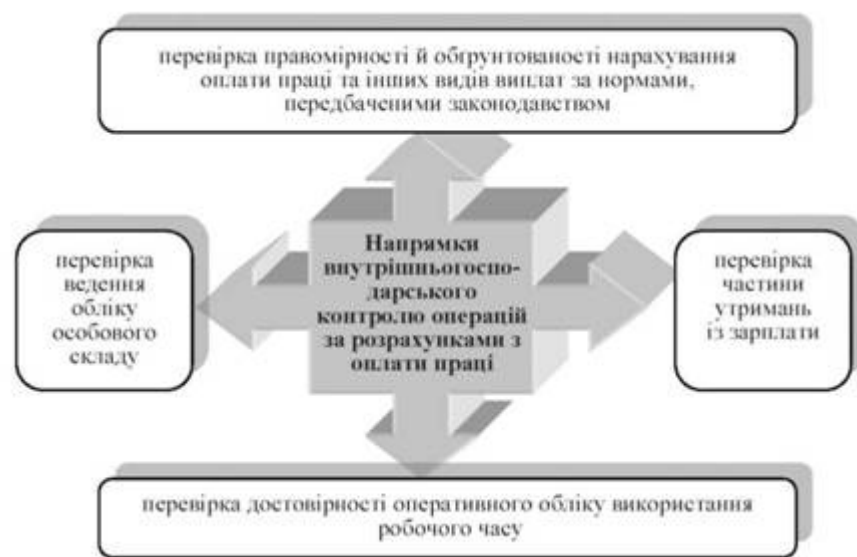 перевірка правомірності й обґрунтованості нарахування
оплати праці та інших видів виплат за нормами,
передбаченими законодавством
перевірка
ведення
обліку
особового
складу
Напрямки
внутрішньогоспо-
дарського
контролю операцій
за розрахунками з
оплати праці
перевірка
частини
утримань
із зарплати
перевірка достовірності оперативного обліку використання
робочого часу